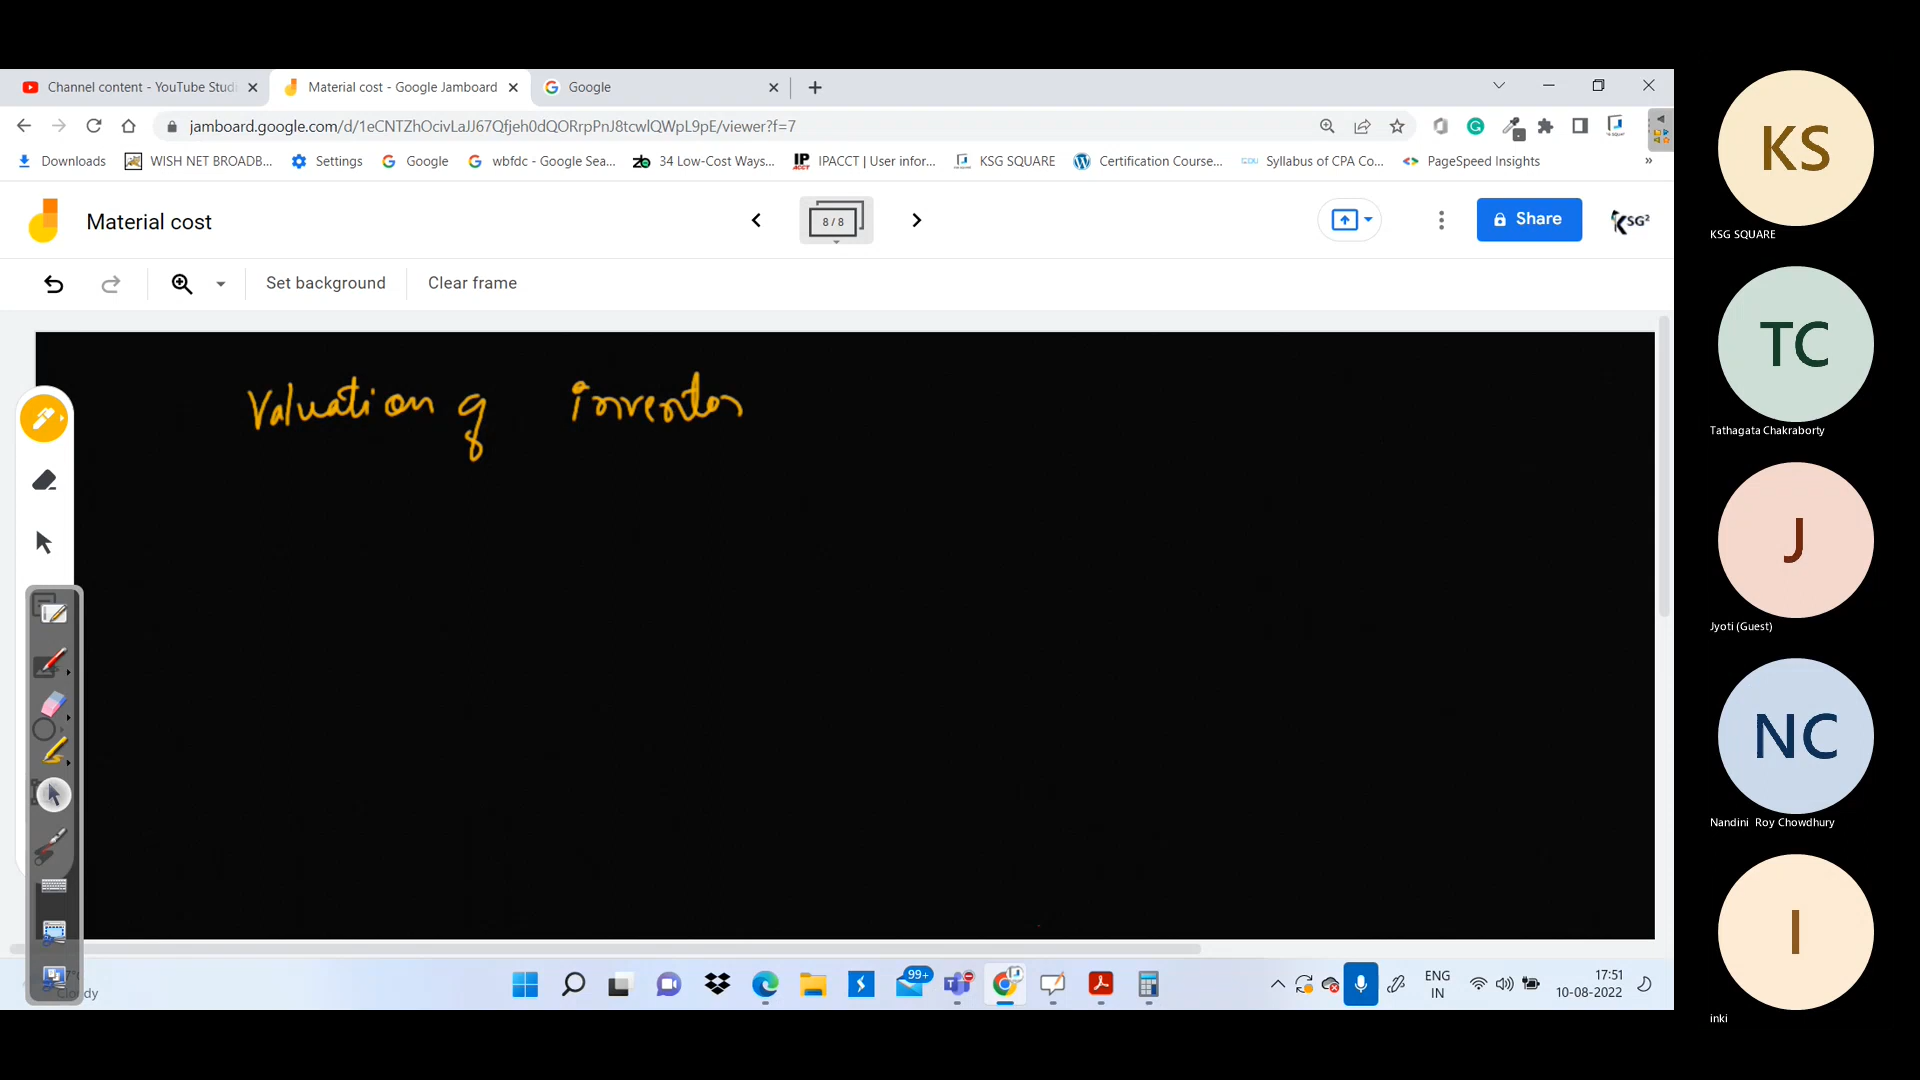 Channel content - YouTube Studi
Material cost - Google Jamboard
Google
jamboard.google.com/d/1eCNTZhOcivLaJJ67Qfjeh0dQORrpPnJ8tcwlQWpL9pE/viewer?f=7
Downloads
WISH NET BROADB...
Settings
Google
wbfdc - Google Sea...
34 Low-Cost Ways...
IPACCT | User infor...
KSG SQUARE
Certification Course...
Syllabus of CPA Co...
PageSpeed Insights
»
Material cost
8 / 8
Share
KSG²
Set background
Clear frame
Valuation of inventor
99+
Cloudy
ENG
IN
17:51
10-08-2022
KS
KSG SQUARE
TC
Tathagata Chakraborty
J
Jyoti (Guest)
NC
Nandini Roy Chowdhury
I
inki